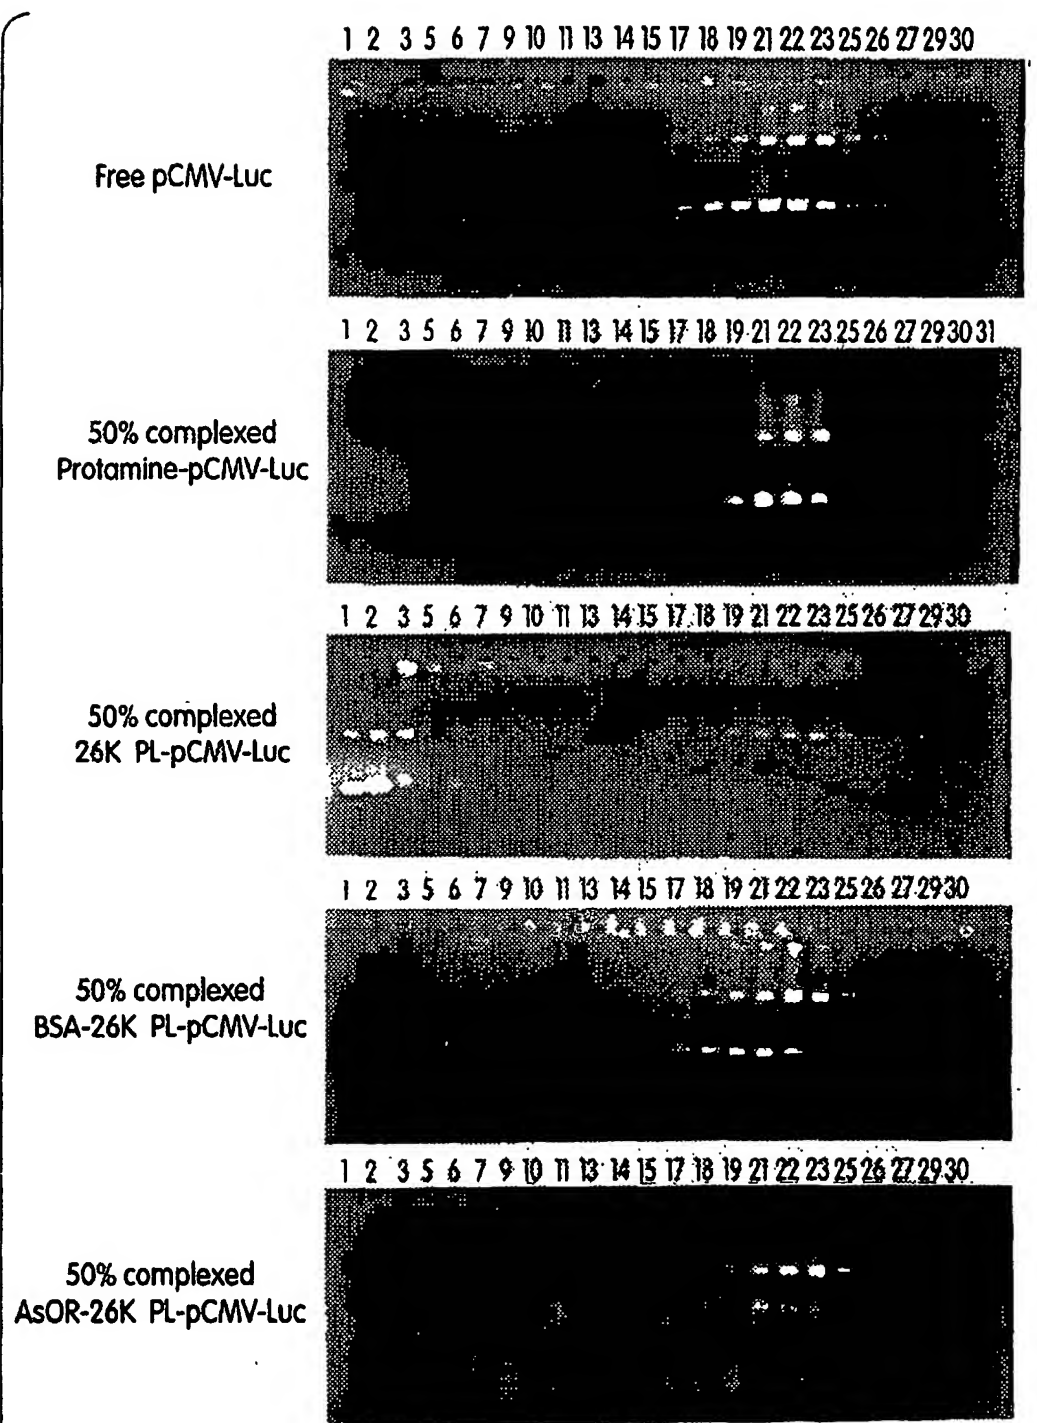 1 2 3 5 6 7 9 10 11 13 14 15 17 18 19 21 22 23 25 26 27 29 30
Free pCMV-Luc
1 2 3 5 6 7 9 10 11 13 14 15 17 18 19 21 22 23 25 26 27 29 30 31
50% complexed
Protamine-pCMV-Luc
1 2 3 5 6 7 9 10 11 13 14 15 17 18 19 21 22 23 25 26 27 29 30
50% complexed
26K PL-pCMV-Luc
1 2 3 5 6 7 9 10 11 13 14 15 17 18 19 21 22 23 25 26 27 29 30
50% complexed
BSA-26K PL-pCMV-Luc
1 2 3 5 6 7 9 10 11 13 14 15 17 18 19 21 22 23 25 26 27 29 30
50% complexed
AsOR-26K PL-pCMV-Luc